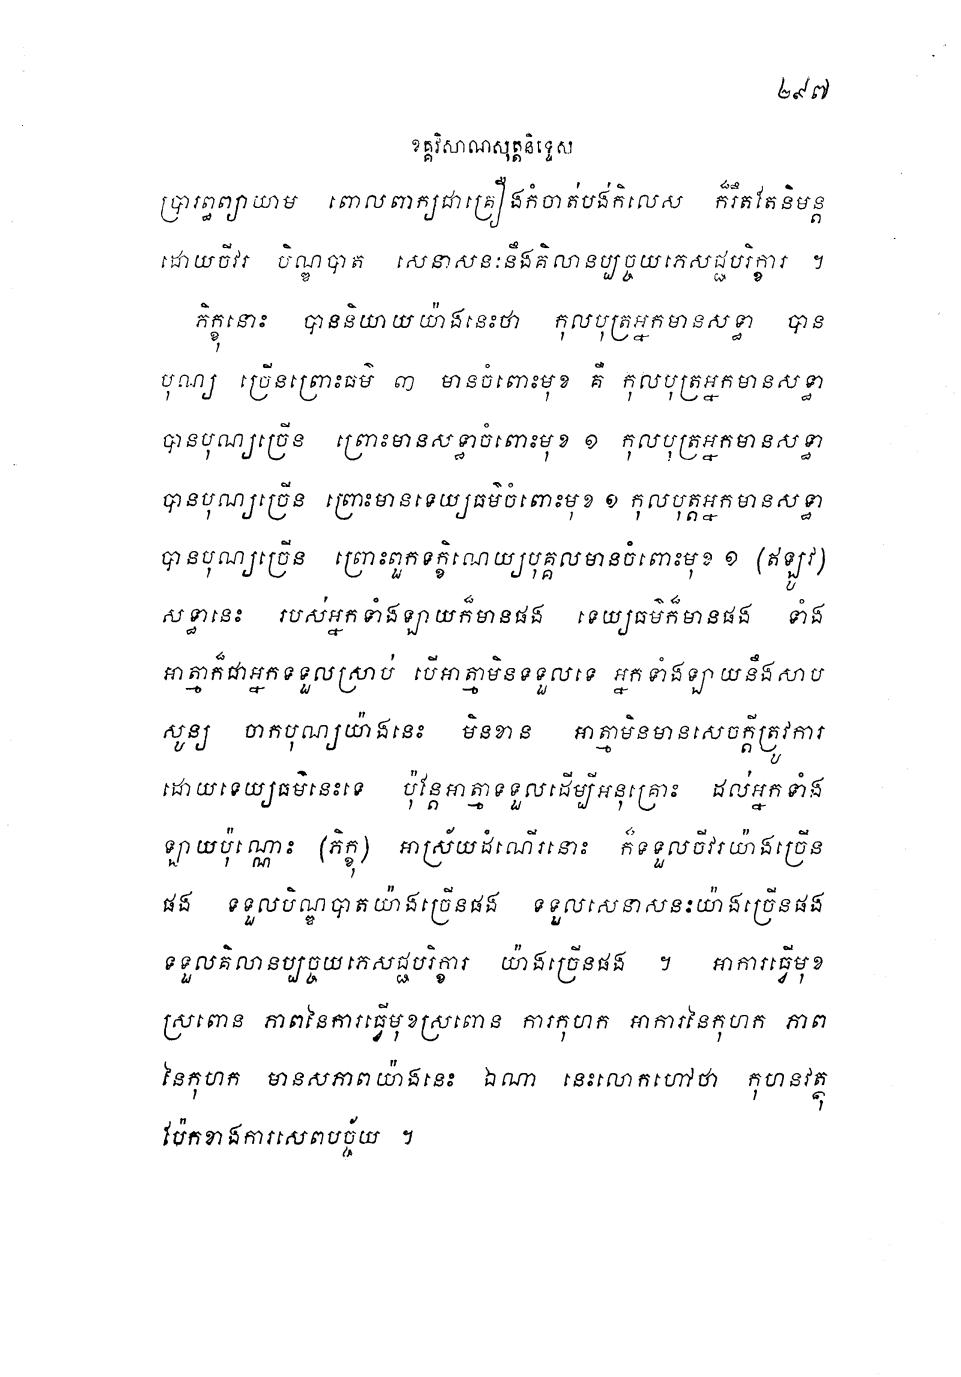 ២៩៧
ខគ្គវិសាណសុត្តនិទ្ទេស
ប្រារព្ធព្យាយាម ពោលពាក្យជាគ្រឿងកំចាត់បង់កិលេស ក៏រឹតតែនិមន្ត
ដោយចីវរ បិណ្ឌបាត សេនាសនៈនឹងគិលានប្បច្ចយភេសជ្ជបរិក្ខារ ។
ភិក្ខុនោះ បាននិយាយយ៉ាងនេះថា កុលបុត្រអ្នកមានសទ្ធា បាន
បុណ្យ ច្រើនព្រោះធម៌ ៣ មានចំពោះមុខ គឺ កុលបុត្រអ្នកមានសទ្ធា
បានបុណ្យច្រើន ព្រោះមានសទ្ធាចំពោះមុខ ១ កុលបុត្រអ្នកមានសទ្ធា
បានបុណ្យច្រើន ព្រោះមានទេយ្យធម៌ចំពោះមុខ ១ កុលបុត្តអ្នកមានសទ្ធា
បានបុណ្យច្រើន ព្រោះពួកទក្ខិណេយ្យបុគ្គលមានចំពោះមុខ ១ (ឥឡូវ)
សទ្ធានេះ របស់អ្នកទាំងឡាយក៏មានផង ទេយ្យធម៌ក៏មានផង ទាំង
អាត្មាក៏ជាអ្នកទទួលស្រាប់ បើអាត្មាមិនទទួលទេ អ្នកទាំងឡាយនឹងសាប
សូន្យ ចាកបុណ្យយ៉ាងនេះ មិនខាន អាត្មាមិនមានសេចក្តីត្រូវការ
ដោយទេយ្យធម៌នេះទេ ប៉ុន្តែអាត្មាទទួលដើម្បីអនុគ្រោះ ដល់អ្នកទាំង
ឡាយប៉ុណ្ណោះ (ភិក្ខុ) អាស្រ័យដំណើរនោះ ក៏ទទួលចីវរយ៉ាងច្រើន
ផង ទទួលបិណ្ឌបាតយ៉ាងច្រើនផង ទទួលសេនាសនៈយ៉ាងច្រើនផង
ទទួលគិលានប្បច្ចយភេសជ្ជបរិក្ខារ យ៉ាងច្រើនផង ។ អាការធ្វើមុខ
ស្រពោន ភាពនៃការធ្វើមុខស្រពោន ការកុហក អាការនៃកុហក ភាព
នៃកុហក មានសភាពយ៉ាងនេះ ឯណា នេះលោកហៅថា កុហនវត្ថុ
ប៉ែកខាងការសេពបច្ច័យ ។